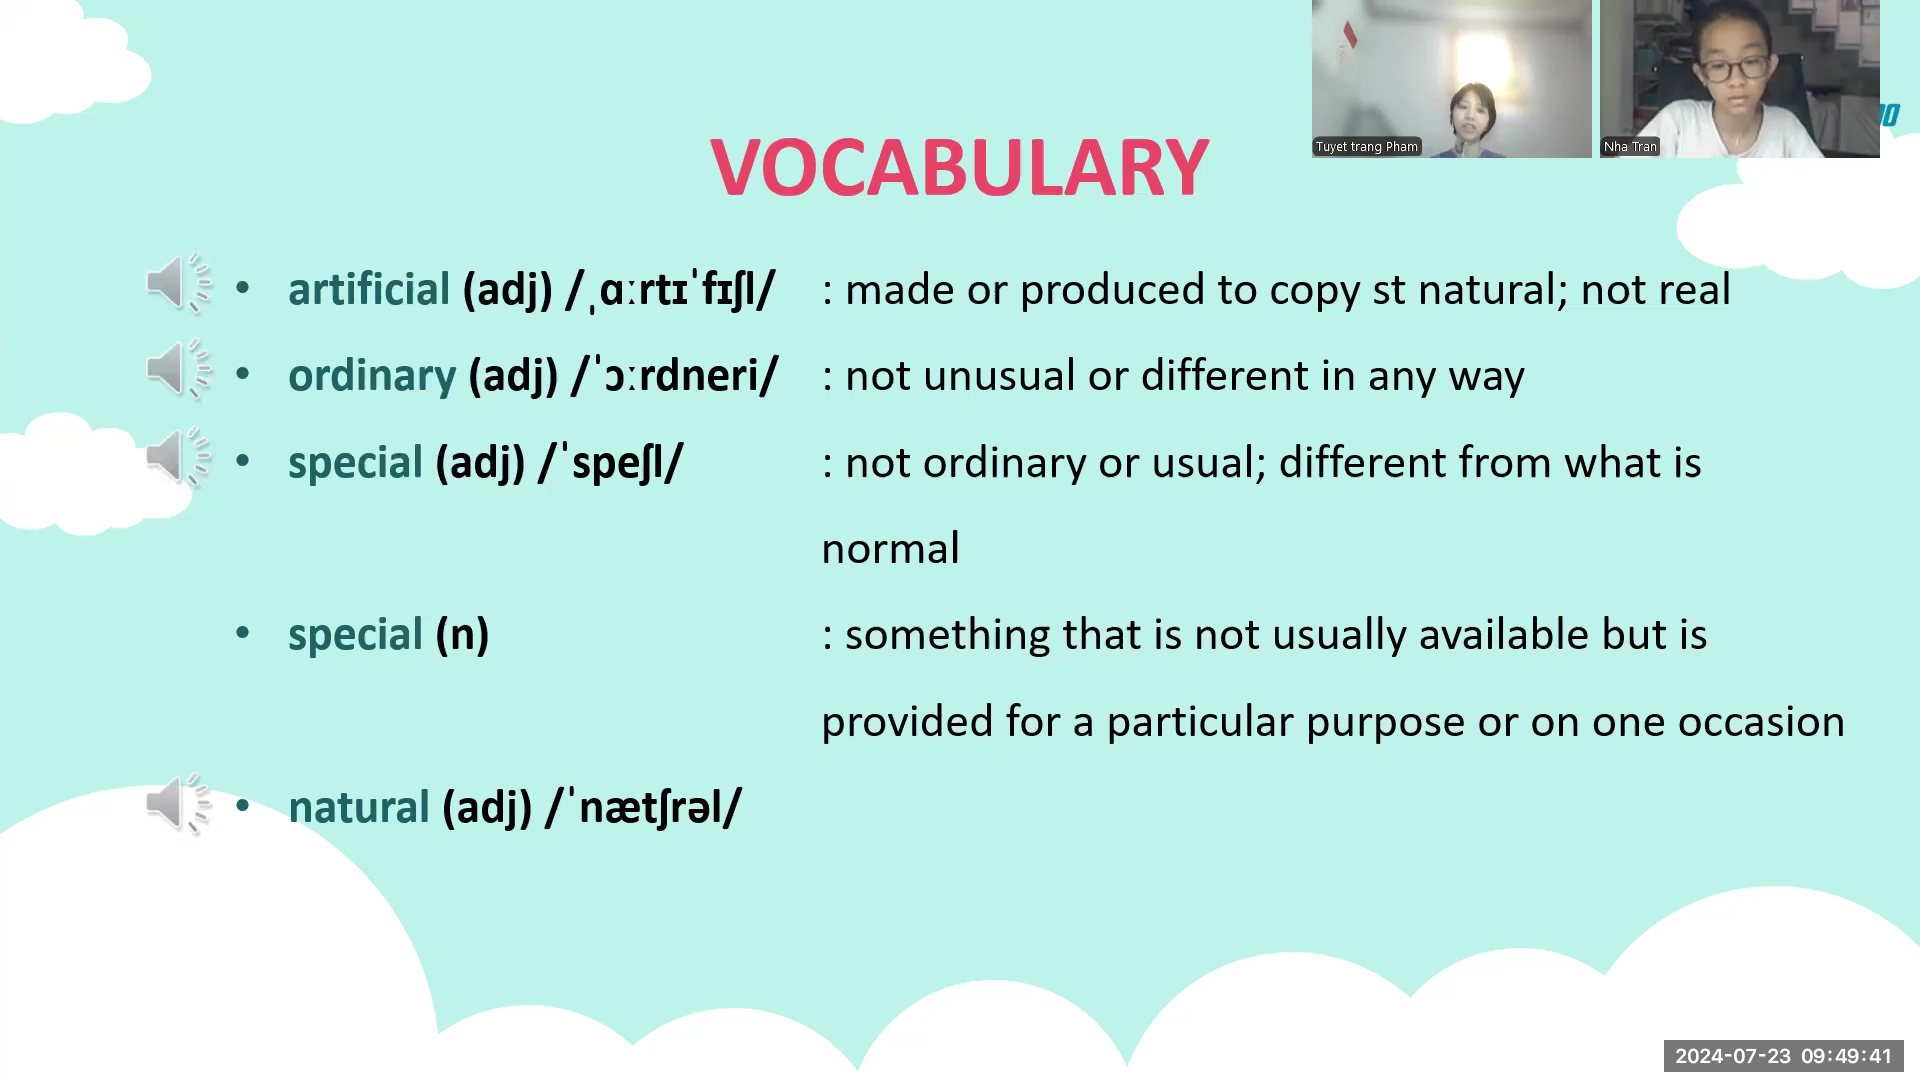 Tuyet trang Pham
Nha Tran
VOCABULARY
• artificial (adj) /ˌɑːrtɪˈfɪʃl/ : made or produced to copy st natural; not real
• ordinary (adj) /ˈɔːrdneri/ : not unusual or different in any way
• special (adj) /ˈspeʃl/ : not ordinary or usual; different from what is
normal
• special (n) : something that is not usually available but is
provided for a particular purpose or on one occasion
• natural (adj) /ˈnætʃrəl/
2024-07-23 09:49:41